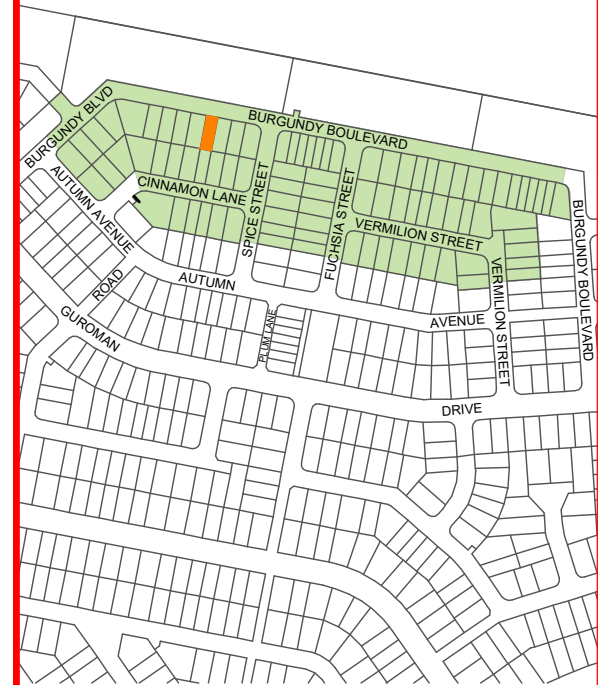 BURGUNDY BLVD
BURGUNDY BOULEVARD
CINNAMON LANE
SPICE STREET
FUCHSIA STREET
VERMILION STREET
BURGUNDY BOULEVARD
AUTUMN AVENUE
VERMILION STREET
ROAD
AUTUMN
AVENUE
PLUM LANE
GUROMAN
DRIVE